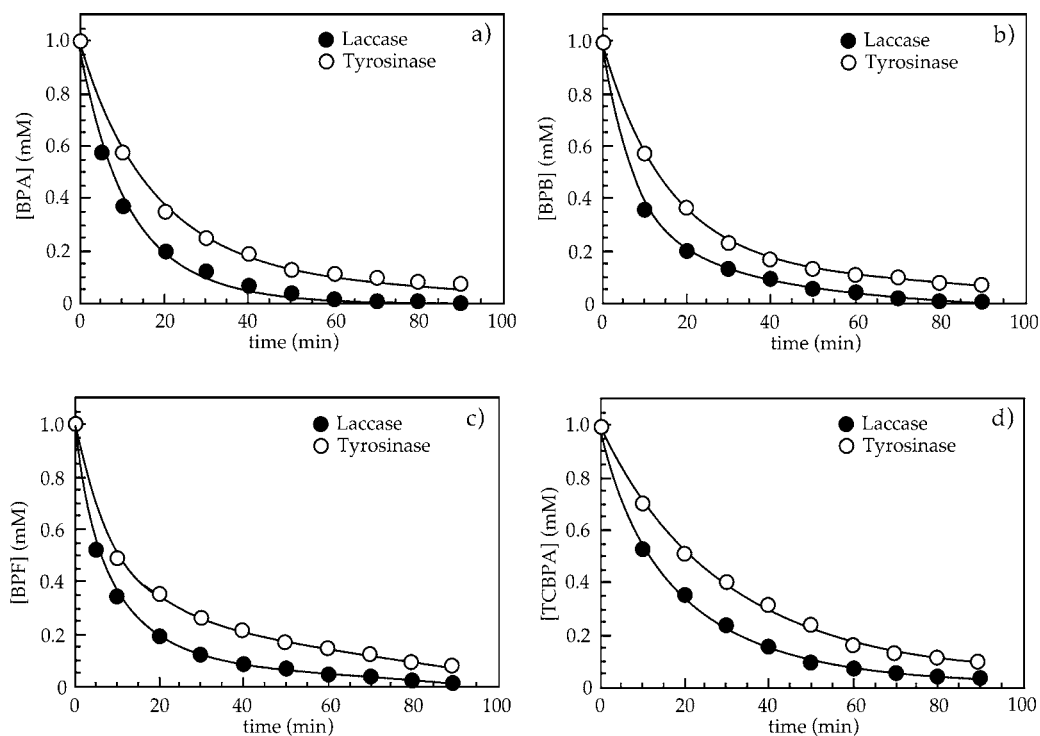 a)
Laccase
Tyrosinase
1.0
0.8
0.6
0.4
0.2
0
[BPA] (mM)
0 20 40 60 80 100
time (min)
b)
Laccase
Tyrosinase
1.0
0.8
0.6
0.4
0.2
0
[BPB] (mM)
0 20 40 60 80 100
time (min)
c)
Laccase
Tyrosinase
1.0
0.8
0.6
0.4
0.2
0
[BPF] (mM)
0 20 40 60 80 100
time (min)
d)
Laccase
Tyrosinase
1.0
0.8
0.6
0.4
0.2
0
[TCBPA] (mM)
0 20 40 60 80 100
time (min)